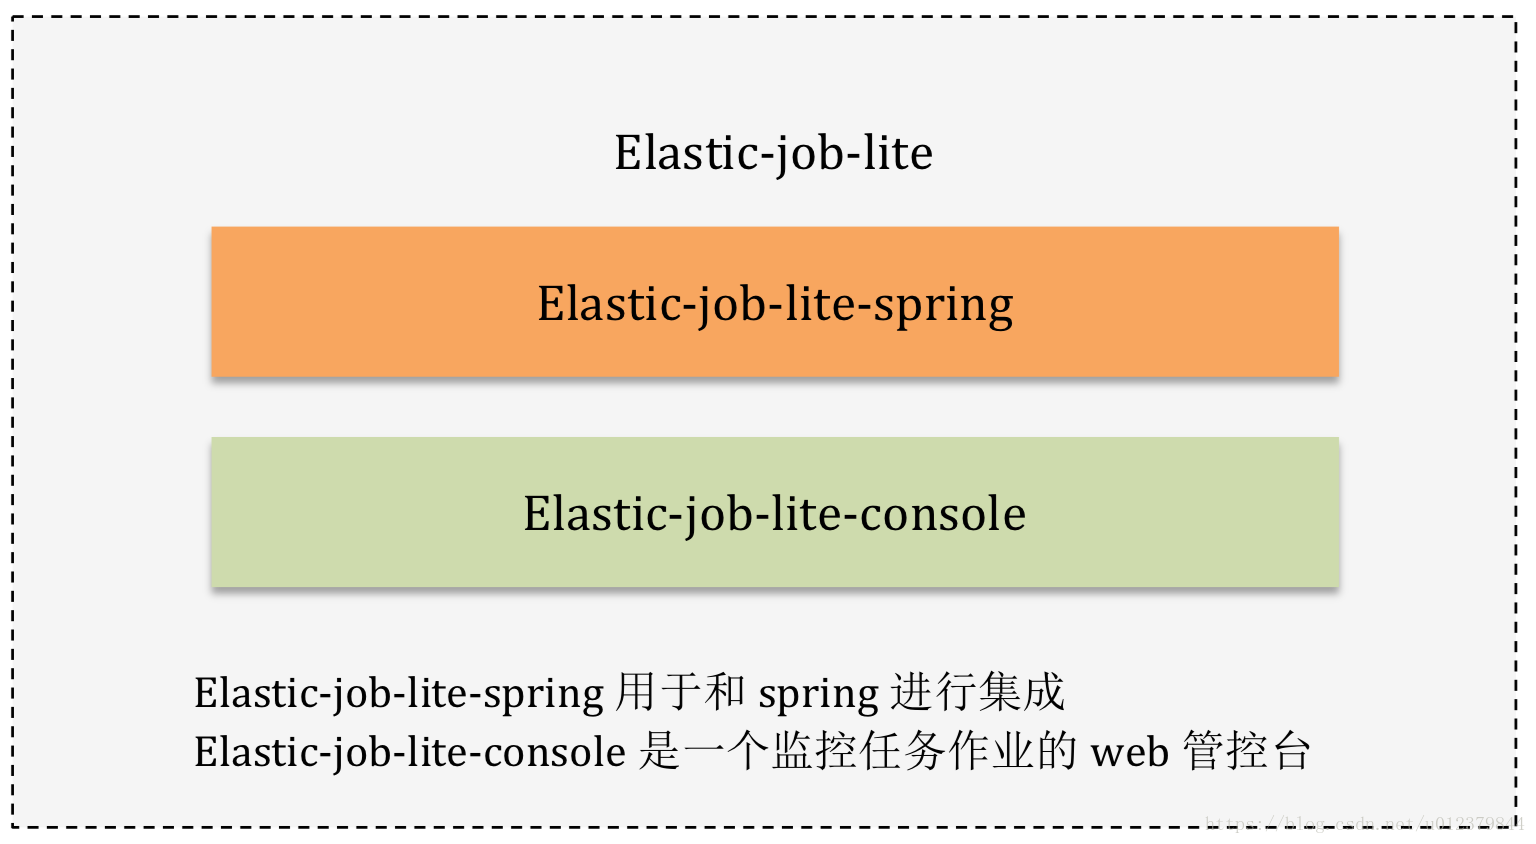 Elastic-job-lite
Elastic-job-lite-spring
Elastic-job-lite-console
Elastic-job-lite-spring 用于和 spring 进行集成
Elastic-job-lite-console 是一个监控任务作业的 web 管控台
https://blog.csdn.net/u012379844